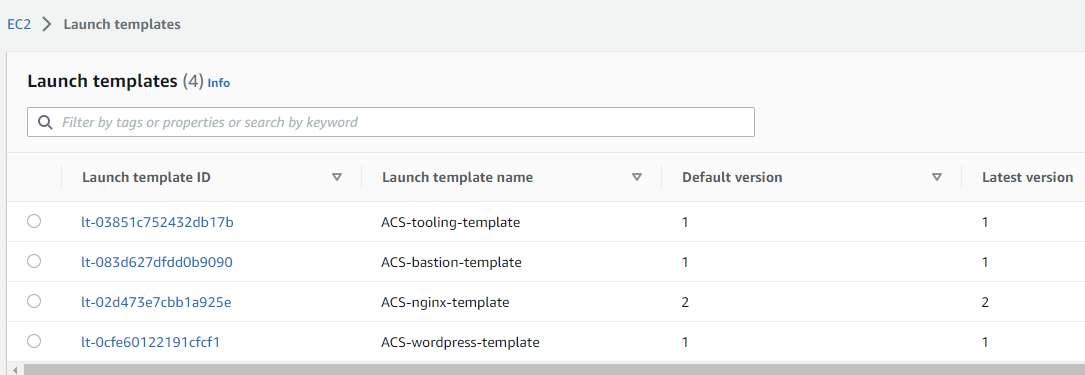 EC2 > Launch templates
Launch templates (4) Info
Filter by tags or properties or search by keyword
Launch template ID Launch template name Default version Latest version
lt-03851c752432db17b ACS-tooling-template 1 1
lt-083d627dfdd0b9090 ACS-bastion-template 1 1
lt-02d473e7cbb1a925e ACS-nginx-template 2 2
lt-0cfe60122191cfcf1 ACS-wordpress-template 1 1